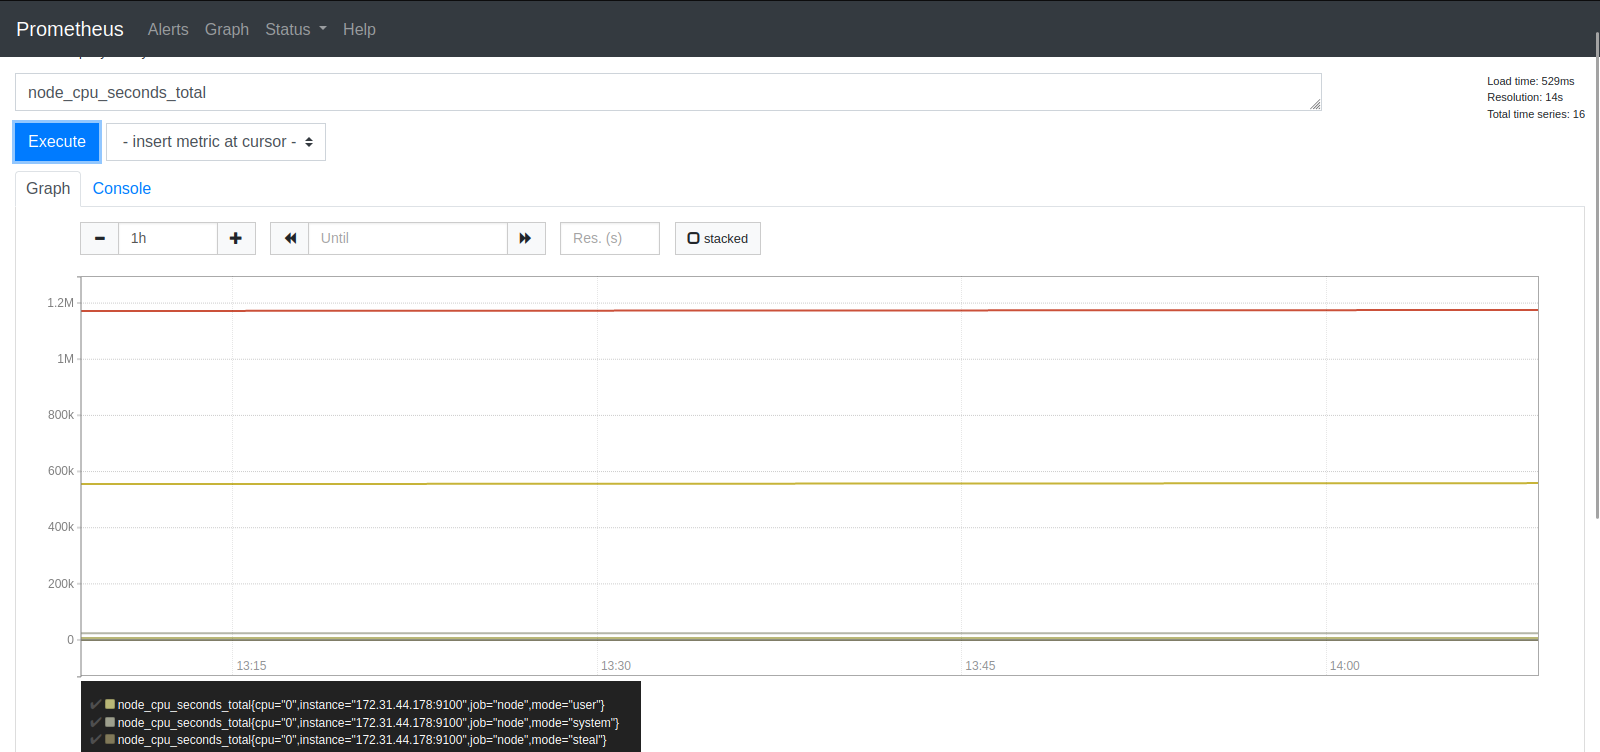 Prometheus Alerts Graph Status Help
node_cpu_seconds_total
Load time: 529ms
Resolution: 14s
Total time series: 16
Execute - insert metric at cursor -
Graph Console
1h Until Res. (s) stacked
1.2M
1M
800k
600k
400k
200k
0
13:15 13:30 13:45 14:00
node_cpu_seconds_total{cpu="0",instance="172.31.44.178:9100",job="node",mode="user"}
node_cpu_seconds_total{cpu="0",instance="172.31.44.178:9100",job="node",mode="system"}
node_cpu_seconds_total{cpu="0",instance="172.31.44.178:9100",job="node",mode="steal"}